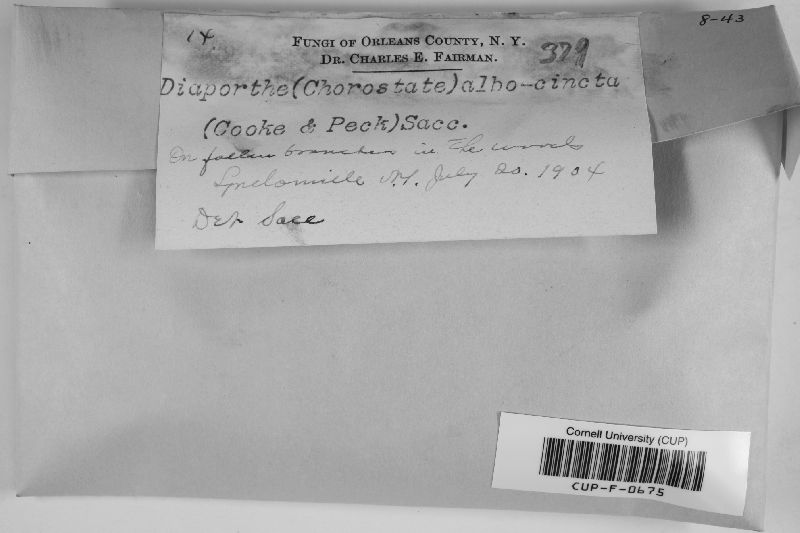 8-43
14
FUNGI OF ORLEANS COUNTY, N. Y.
379
DR. CHARLES E. FAIRMAN.
Diaporthe(Chorostate)albo-cincta
(Cooke & Peck)Sacc.
On fallen branches in the woods
Lyndonville N.Y. July 20. 1904
Det Sacc
Cornell University (CUP)
CUP-F-0675